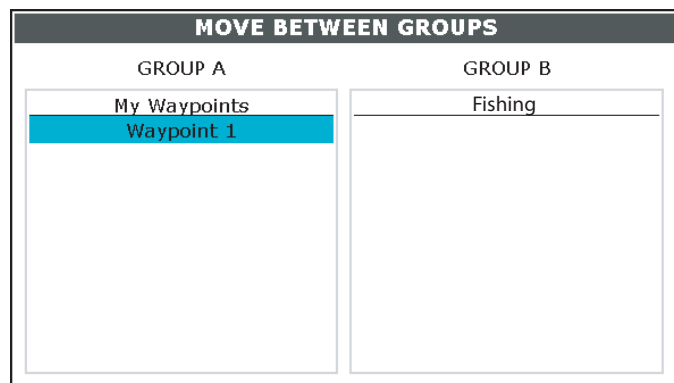 MOVE BETWEEN GROUPS
GROUP A
GROUP B
My Waypoints
Fishing
Waypoint 1